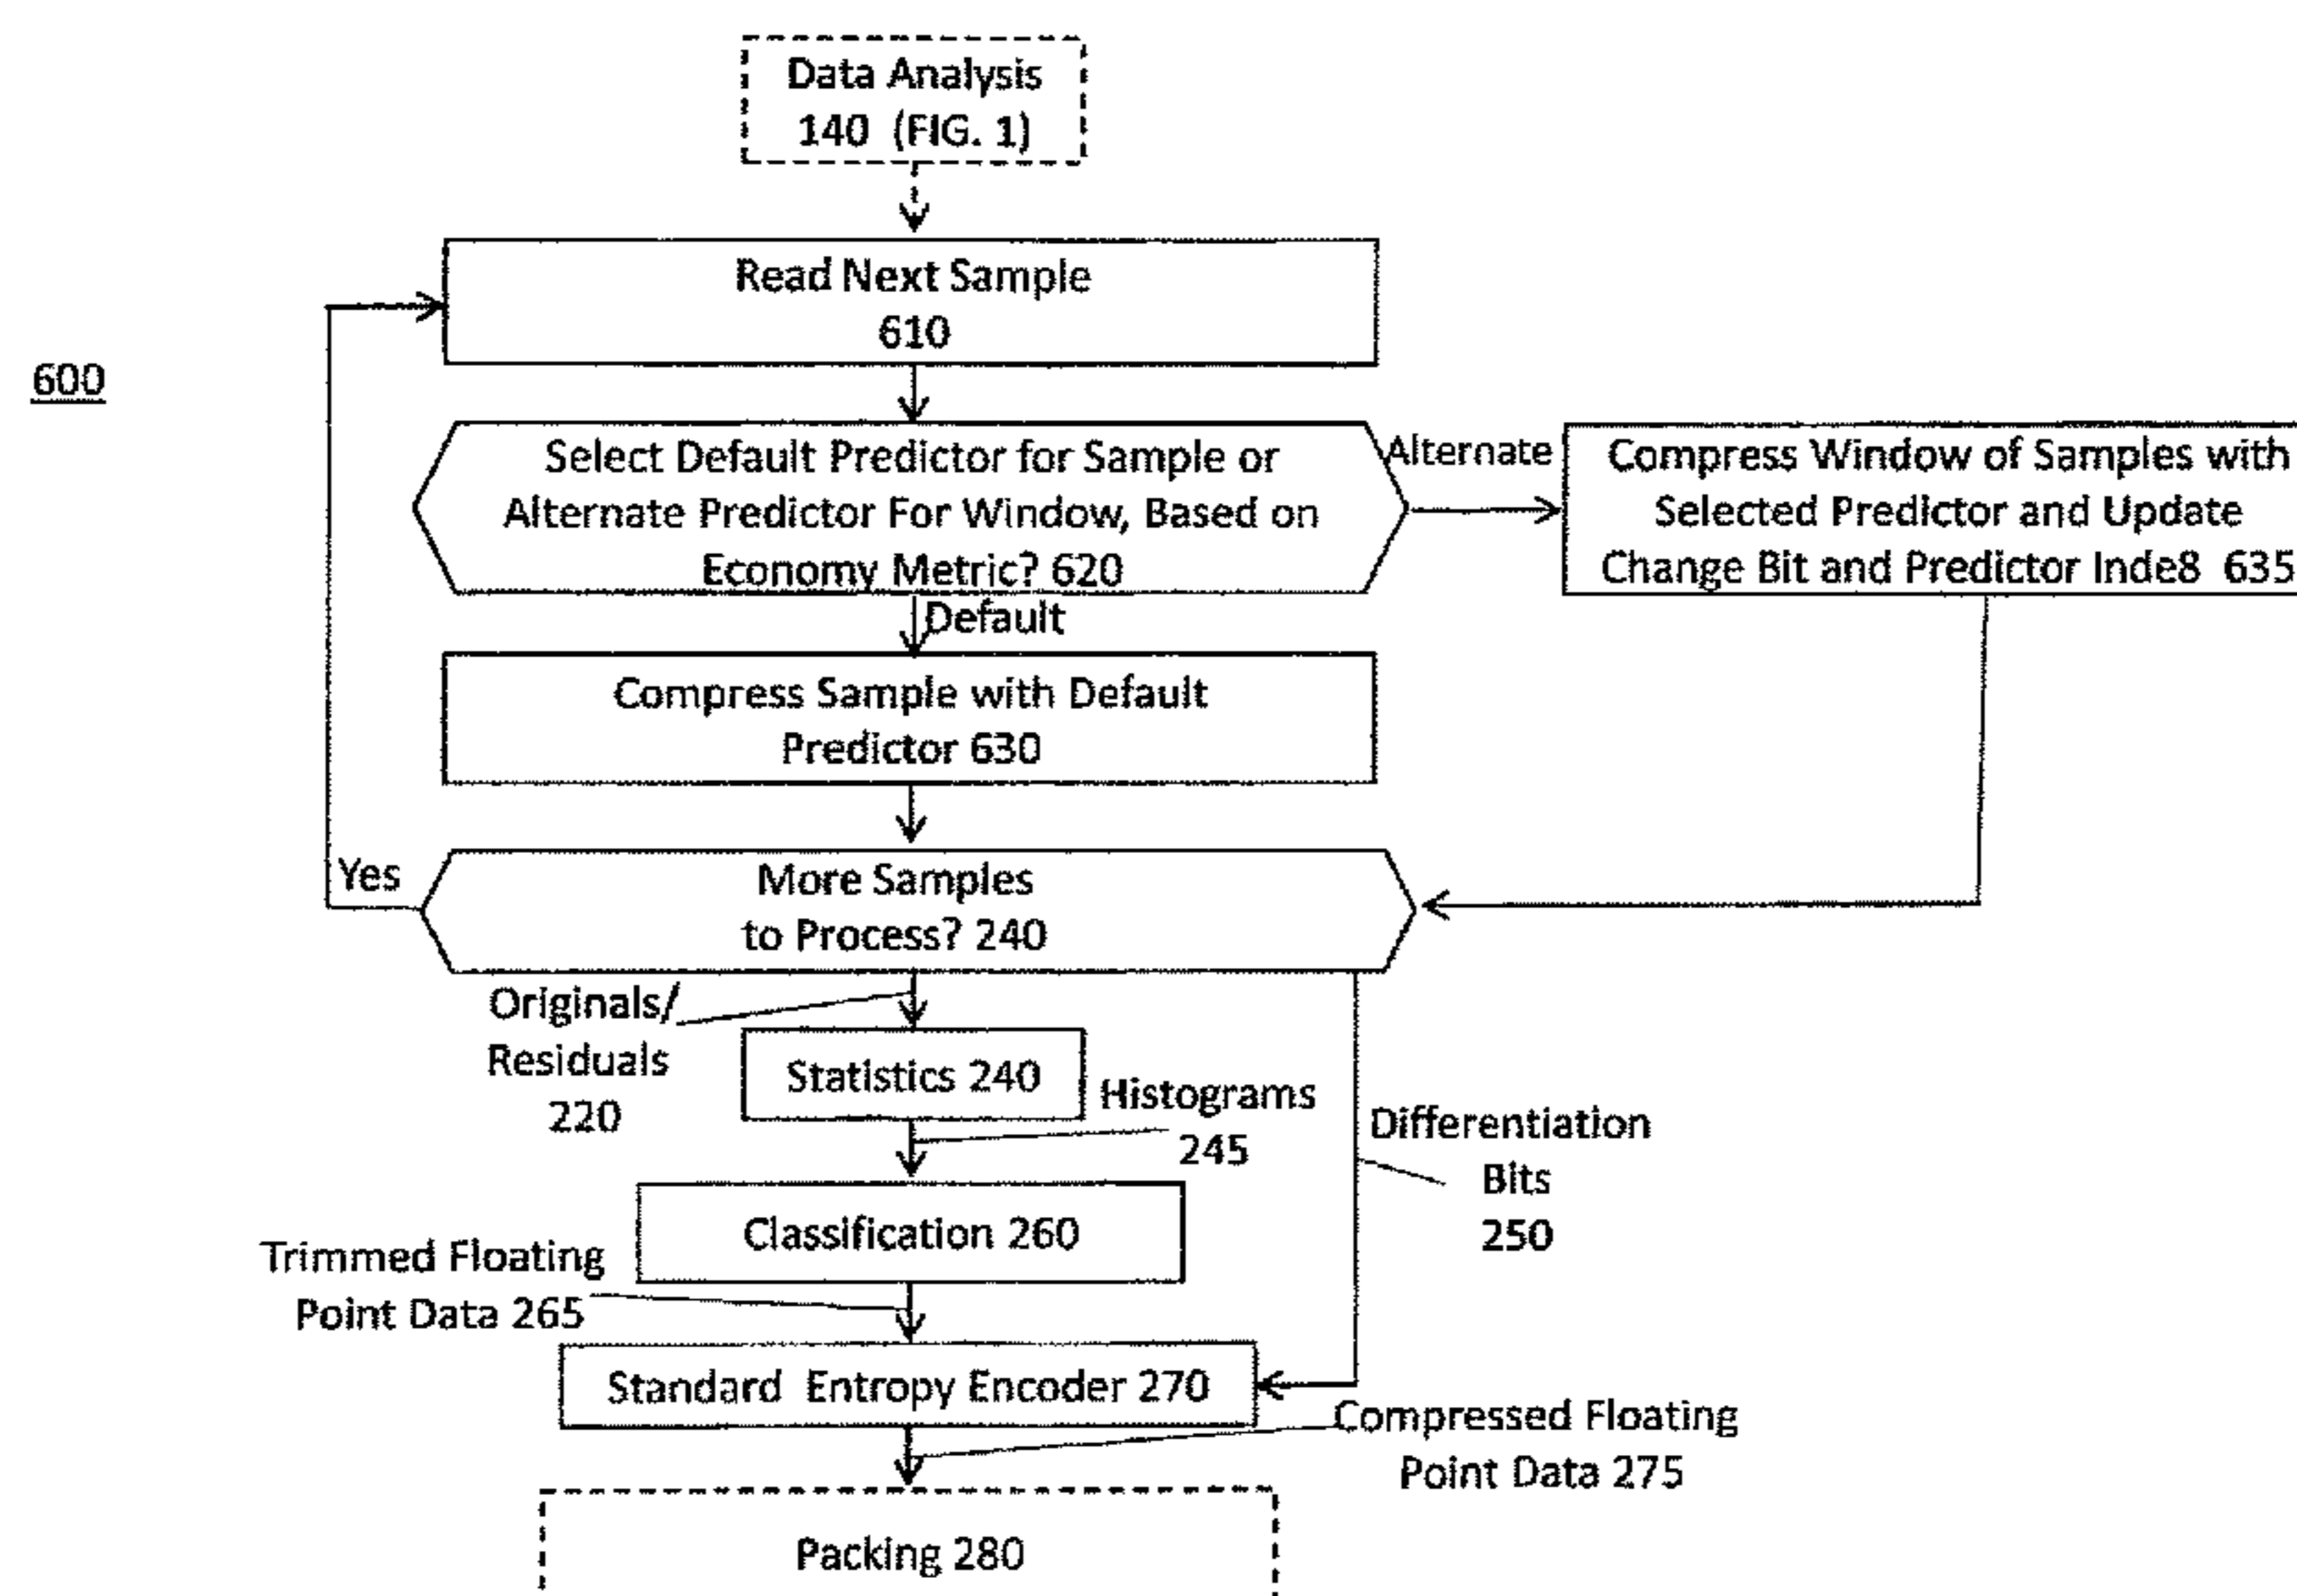 Data Analysis
140 (FIG. 1)
Read Next Sample
610
600
Select Default Predictor for Sample or
Alternate Predictor For Window, Based on
Economy Metric? 620
Alternate
Compress Window of Samples with
Selected Predictor and Update
Change Bit and Predictor Inde8 635
Default
Compress Sample with Default
Predictor 630
Yes
More Samples
to Process? 240
Originals/
Residuals
220
Statistics 240
Histograms
245
Differentiation
Bits
250
Classification 260
Trimmed Floating
Point Data 265
Standard Entropy Encoder 270
Compressed Floating
Point Data 275
Packing 280